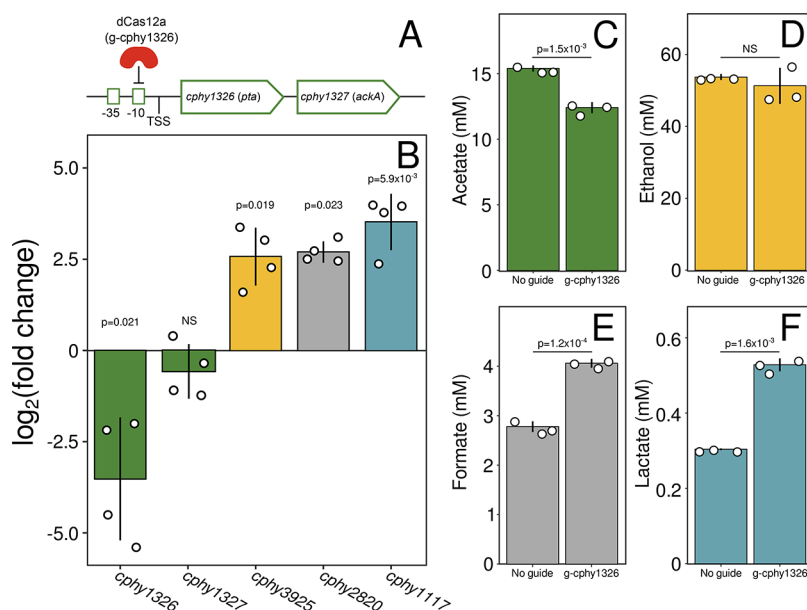 dCas12a
(g-cphy1326)
A
cphy1326 (pta)
cphy1327 (ackA)
-35
-10
TSS
B
log2(fold change)
5.0
2.5
0
-2.5
-5.0
p=0.021
NS
p=0.019
p=0.023
p=5.9x10-3
cphy1326
cphy1327
cphy3925
cphy2820
cphy1117
C
Acetate (mM)
15
15
5
0
p=1.5x10-3
No guide
g-cphy1326
D
Ethanol (mM)
60
40
20
0
NS
No guide
g-cphy1326
E
Formate (mM)
4
3
2
1
0
p=1.2x10-4
No guide
g-cphy1326
F
Lactate (mM)
0.6
0.4
0.2
0
p=1.6x10-3
No guide
g-cphy1326